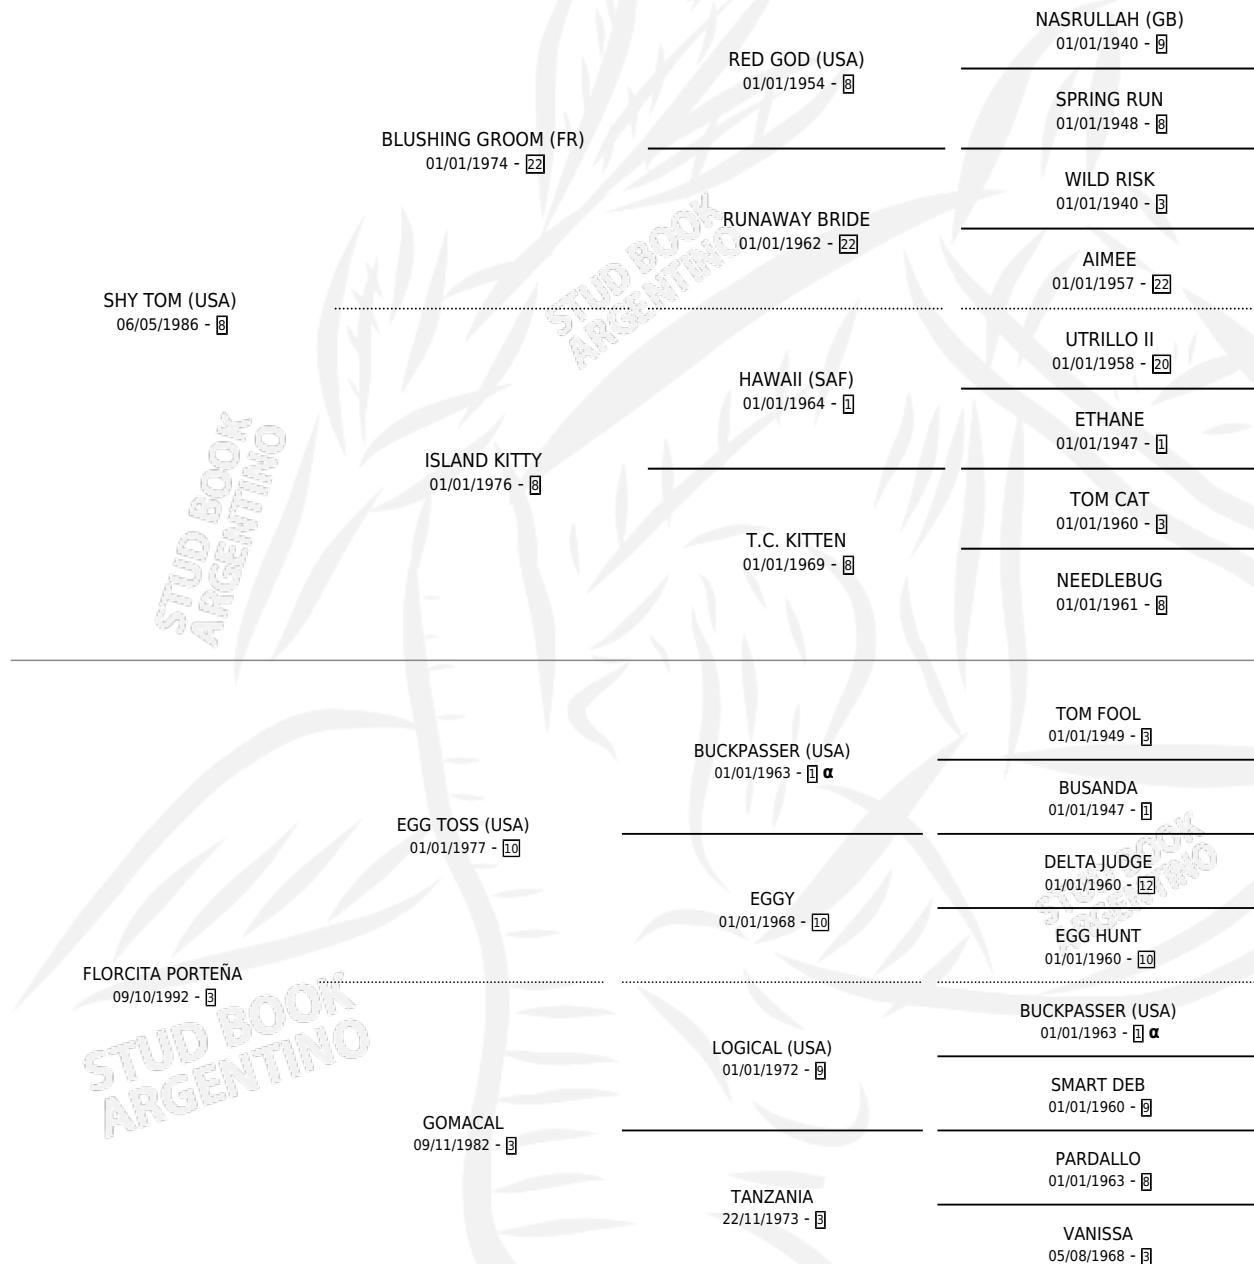 NASRULLAH (GB)
01/01/1940 - 9
RED GOD (USA)
01/01/1954 - 8
SPRING RUN
01/01/1948 - 8
BLUSHING GROOM (FR)
01/01/1974 - 22
WILD RISK
01/01/1940 - 3
RUNAWAY BRIDE
01/01/1962 - 22
AIMEE
01/01/1957 - 22
SHY TOM (USA)
06/05/1986 - 8
UTRILLO II
01/01/1958 - 20
HAWAII (SAF)
01/01/1964 - 1
ETHANE
01/01/1947 - 1
ISLAND KITTY
01/01/1976 - 8
TOM CAT
01/01/1960 - 3
T.C. KITTEN
01/01/1969 - 8
NEEDLEBUG
01/01/1961 - 8
TOM FOOL
01/01/1949 - 3
BUCKPASSER (USA)
01/01/1963 - 1 α
BUSANDA
01/01/1947 - 1
EGG TOSS (USA)
01/01/1977 - 10
DELTA JUDGE
01/01/1960 - 12
EGGY
01/01/1968 - 10
EGG HUNT
01/01/1960 - 10
FLORCITA PORTEÑA
09/10/1992 - 3
BUCKPASSER (USA)
01/01/1963 - 1 α
LOGICAL (USA)
01/01/1972 - 9
SMART DEB
01/01/1960 - 9
GOMACAL
09/11/1982 - 3
PARDALLO
01/01/1963 - 8
TANZANIA
22/11/1973 - 3
VANISSA
05/08/1968 - 3
STUD BOOK
ARGENTINO
STUD BOOK
ARGENTINO
STUD BOOK
ARGENTINO
STUD BOOK
ARGENTINO